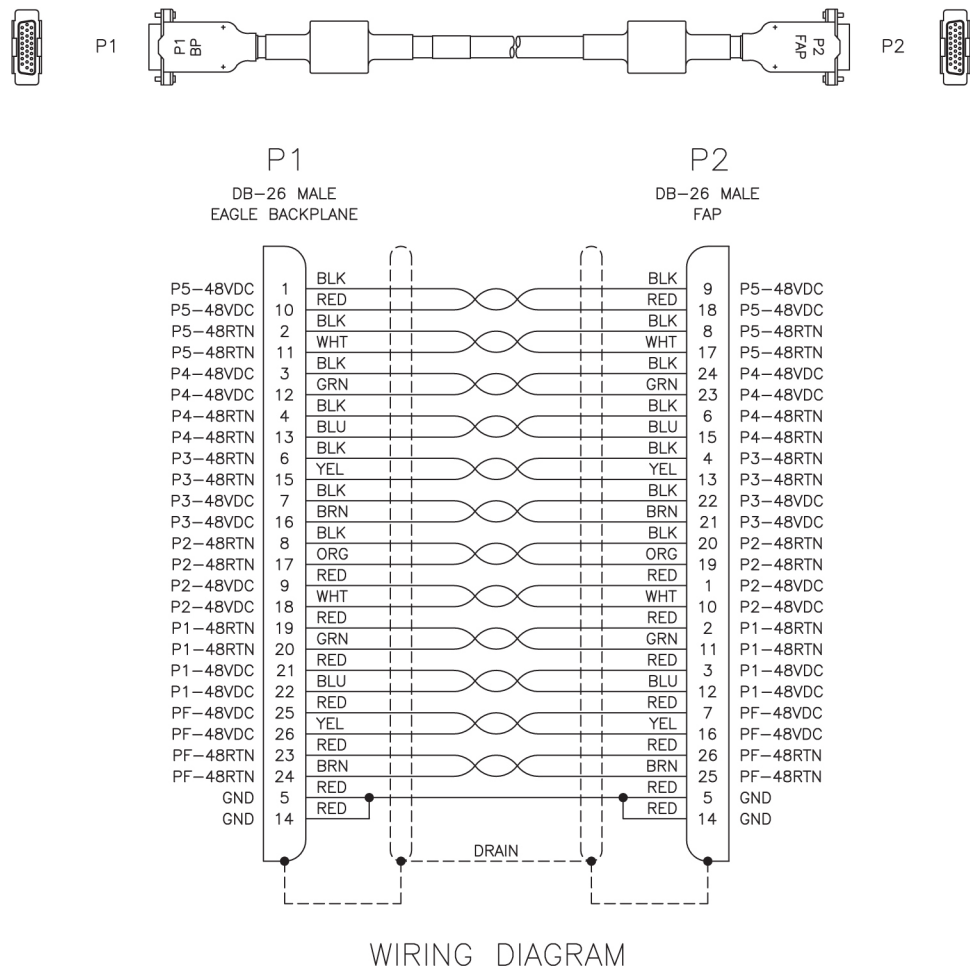 P1
P1
BP
P2
FAP
P2
P1
DB-26 MALE
EAGLE BACKPLANE
P2
DB-26 MALE
FAP
P5-48VDC 1 BLK BLK 9 P5-48VDC
P5-48VDC 10 RED RED 18 P5-48VDC
P5-48RTN 2 BLK BLK 8 P5-48RTN
P5-48RTN 11 WHT WHT 17 P5-48RTN
P4-48VDC 3 BLK BLK 24 P4-48VDC
P4-48VDC 12 GRN GRN 23 P4-48VDC
P4-48RTN 4 BLK BLK 6 P4-48RTN
P4-48RTN 13 BLU BLU 15 P4-48RTN
P3-48RTN 6 BLK BLK 4 P3-48RTN
P3-48RTN 15 YEL YEL 13 P3-48RTN
P3-48VDC 7 BLK BLK 22 P3-48VDC
P3-48VDC 16 BRN BRN 21 P3-48VDC
P2-48RTN 8 BLK BLK 20 P2-48RTN
P2-48RTN 17 ORG ORG 19 P2-48RTN
P2-48VDC 9 RED RED 1 P2-48VDC
P2-48VDC 18 WHT WHT 10 P2-48VDC
P1-48RTN 19 RED RED 2 P1-48RTN
P1-48RTN 20 GRN GRN 11 P1-48RTN
P1-48VDC 21 RED RED 3 P1-48VDC
P1-48VDC 22 BLU BLU 12 P1-48VDC
PF-48VDC 25 RED RED 7 PF-48VDC
PF-48VDC 26 YEL YEL 16 PF-48VDC
PF-48RTN 23 RED RED 26 PF-48RTN
PF-48RTN 24 BRN BRN 25 PF-48RTN
GND 5 RED RED 5 GND
GND 14 RED RED 14 GND
DRAIN
WIRING DIAGRAM